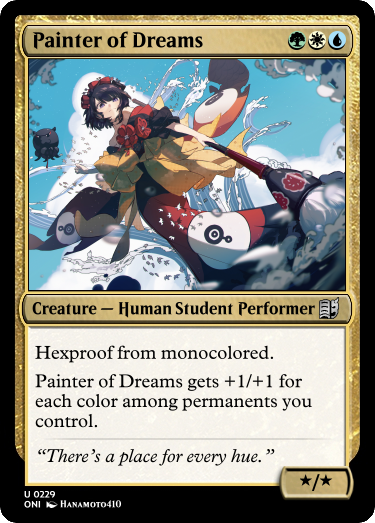 Painter of Dreams
Creature — Human Student Performer
Hexproof from monocolored.
Painter of Dreams gets +1/+1 for
each color among permanents you
control.
“There’s a place for every hue.”
★/★
U 0229
ONI HANAMOTO410